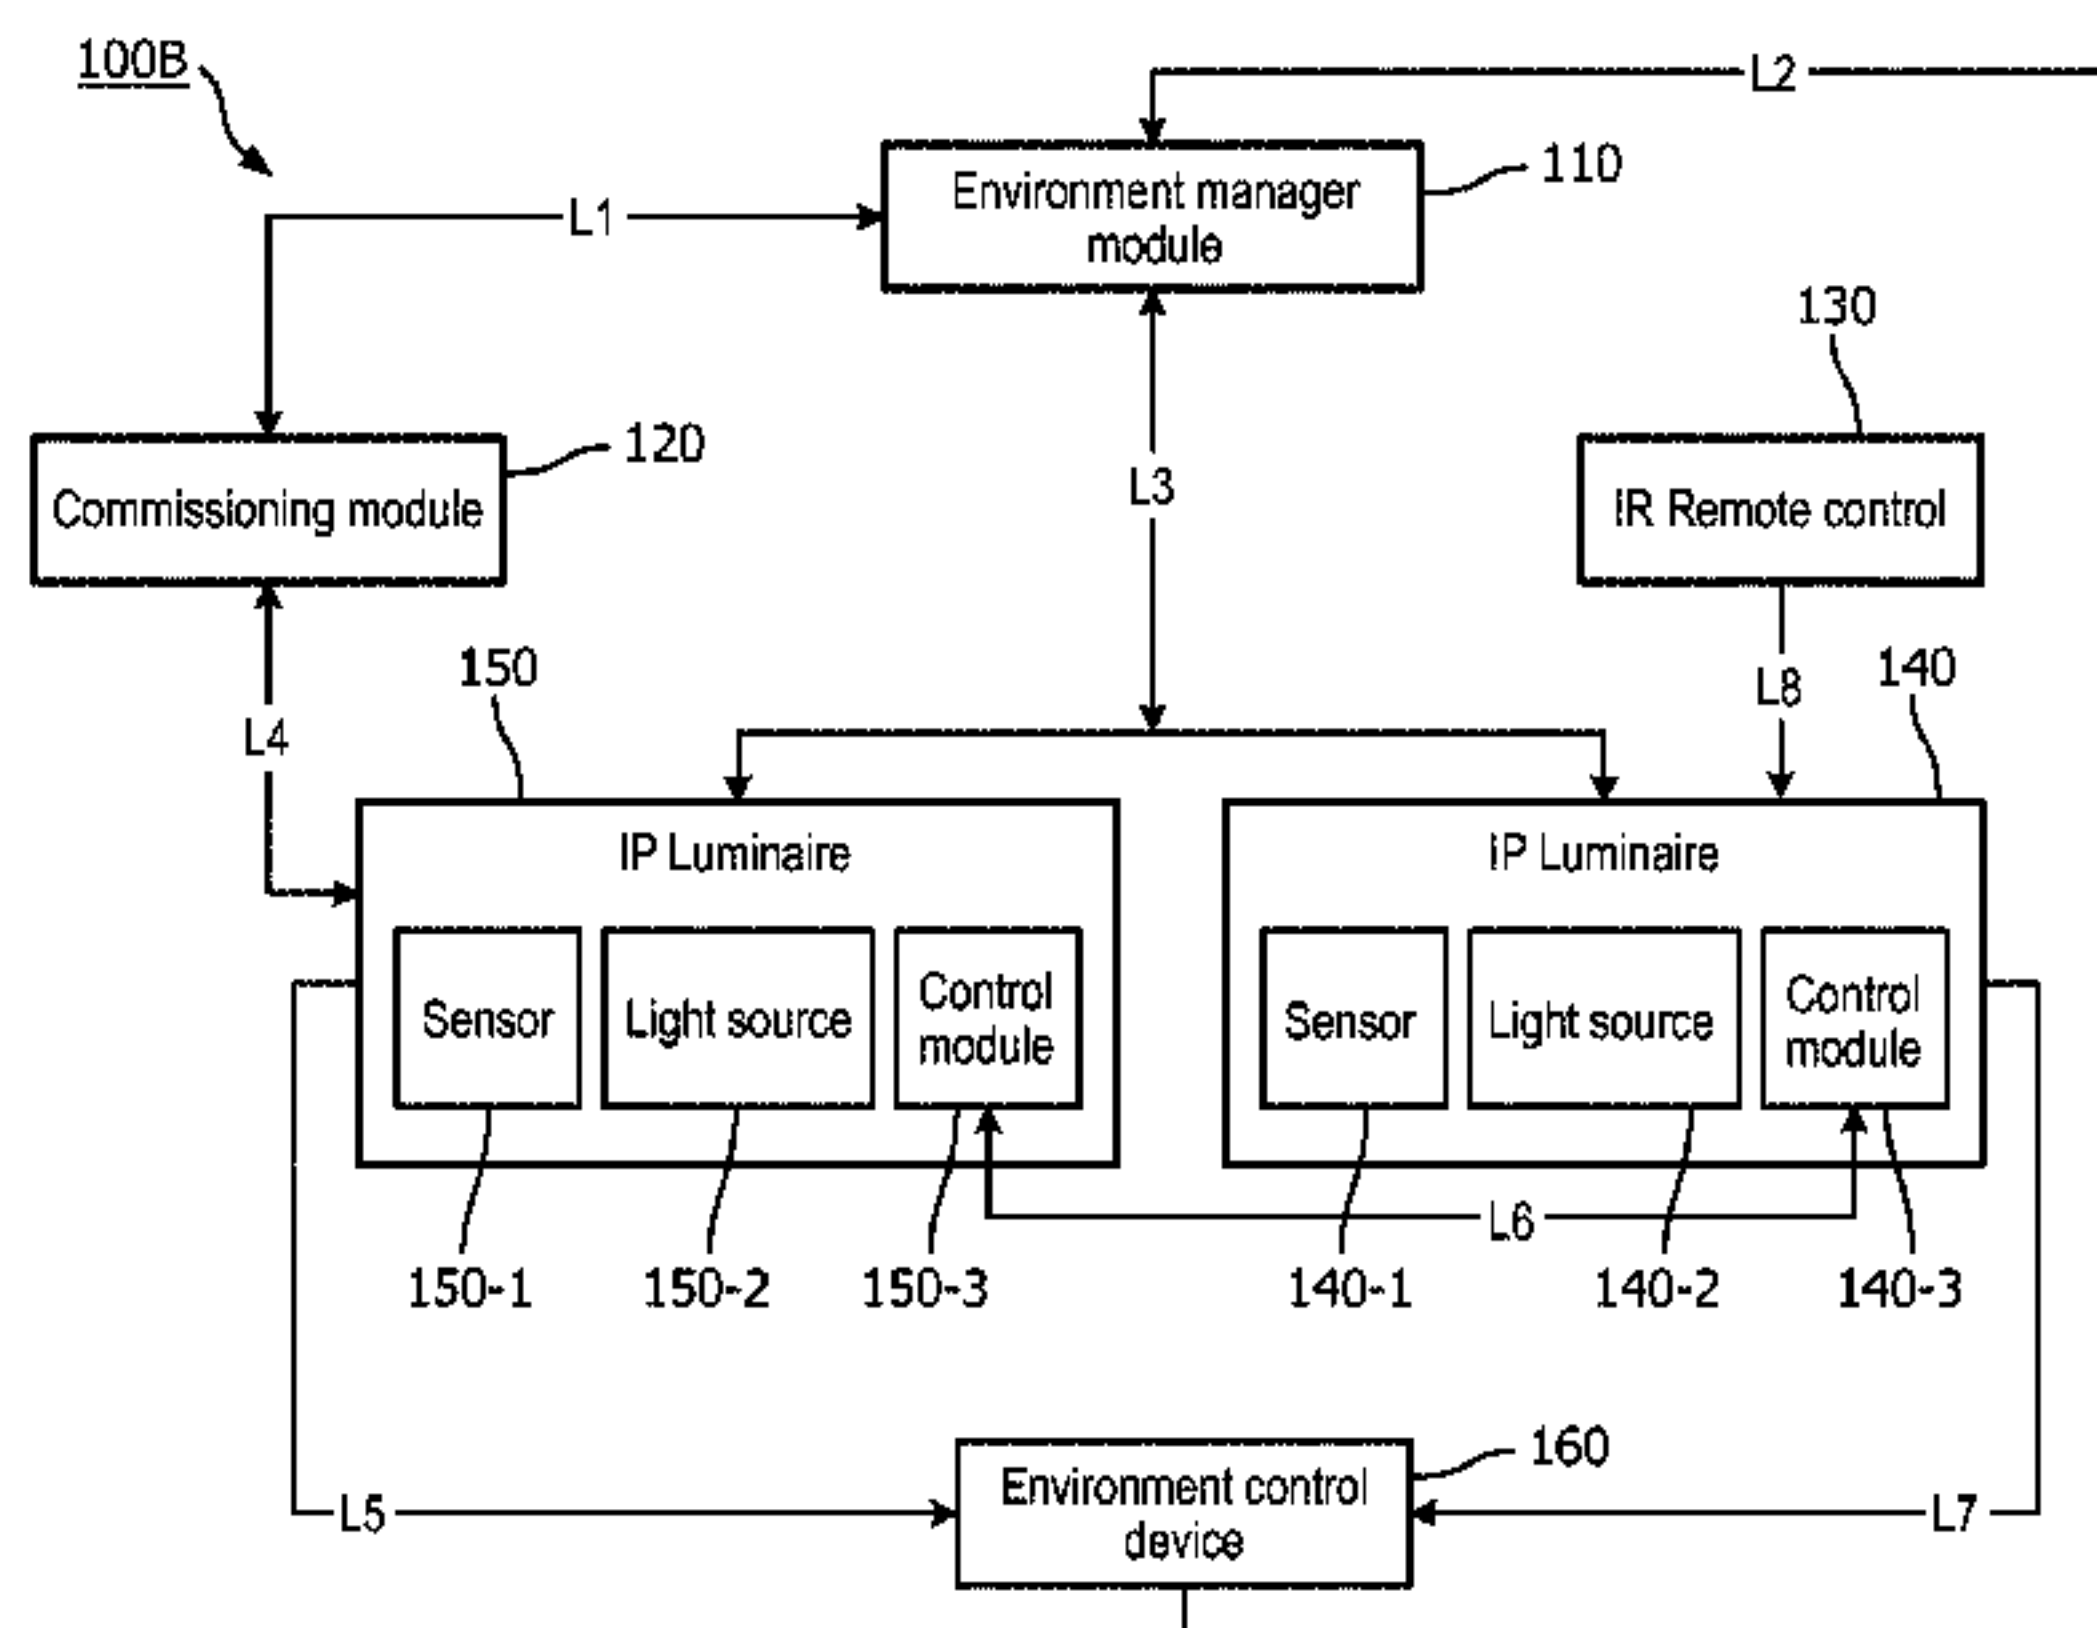 100B
L2
110
Environment manager
module
L1
130
120
Commissioning module
L3
IR Remote control
150
L8
140
L4
IP Luminaire
IP Luminaire
Sensor
Light source
Control
module
Sensor
Light source
Control
module
L6
150-1
150-2
150-3
140-1
140-2
140-3
160
Environment control
device
L5
L7